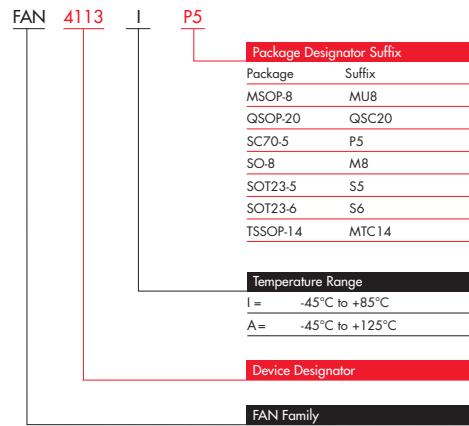 FAN 4113 I P5
Package Designator Suffix
Package Suffix
MSOP-8 MU8
QSOP-20 QSC20
SC70-5 P5
SO-8 M8
SOT23-5 S5
SOT23-6 S6
TSSOP-14 MTC14
Temperature Range
I = -45°C to +85°C
A = -45°C to +125°C
Device Designator
FAN Family